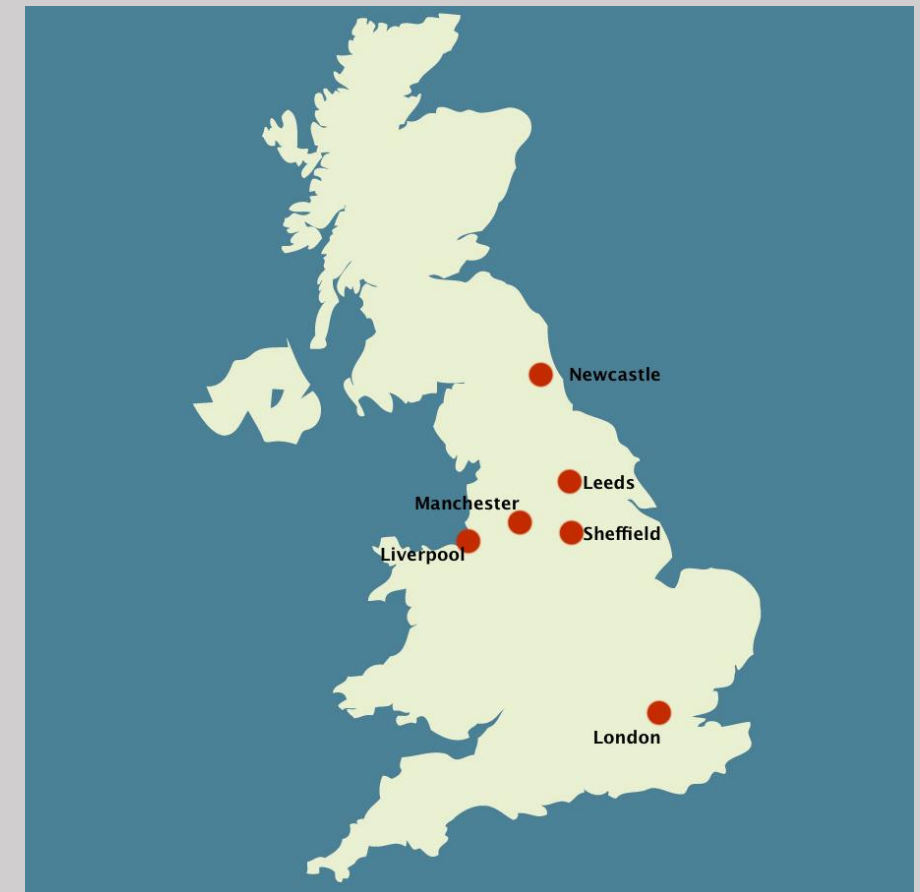 Newcastle
Leeds
Manchester
Sheffield
Liverpool
London